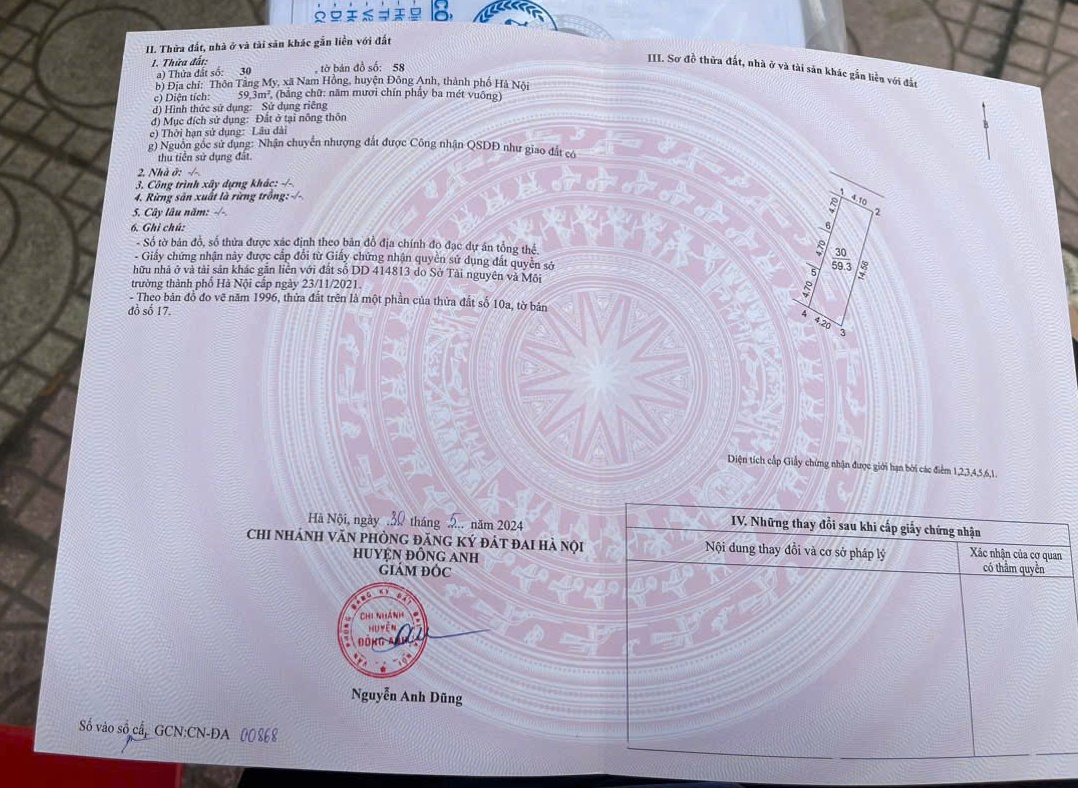 II. Thửa đất, nhà ở và tài sản khác gắn liền với đất
1. Thửa đất:
a) Thửa đất số: 30 , tờ bản đồ số: 58
b) Địa chỉ: Thôn Tằng My, xã Nam Hồng, huyện Đông Anh, thành phố Hà Nội
c) Diện tích: 59,3m², (bằng chữ: năm mươi chín phẩy ba mét vuông)
d) Hình thức sử dụng: Sử dụng riêng
đ) Mục đích sử dụng: Đất ở tại nông thôn
e) Thời hạn sử dụng: Lâu dài
g) Nguồn gốc sử dụng: Nhận chuyển nhượng đất được Công nhận QSDĐ như giao đất có
thu tiền sử dụng đất.
2. Nhà ở: -/-.
3. Công trình xây dựng khác: -/-.
4. Rừng sản xuất là rừng trồng: -/-.
5. Cây lâu năm: -/-.
6. Ghi chú:
- Số tờ bản đồ, số thửa được xác định theo bản đồ địa chính đo đạc dự án tổng thể.
- Giấy chứng nhận này được cấp đổi từ Giấy chứng nhận quyền sử dụng đất quyền sở
hữu nhà ở và tài sản khác gắn liền với đất số DD 414813 do Sở Tài nguyên và Môi
trường thành phố Hà Nội cấp ngày 23/11/2021.
- Theo bản đồ đo vẽ năm 1996, thửa đất trên là một phần của thửa đất số 10a, tờ bản
đồ số 17.
Hà Nội, ngày 30 tháng 5 năm 2024
CHI NHÁNH VĂN PHÒNG ĐĂNG KÝ ĐẤT ĐAI HÀ NỘI
HUYỆN ĐÔNG ANH
GIÁM ĐỐC
CHI NHÁNH
HUYỆN
ĐÔNG ANH
Nguyễn Anh Dũng
Số vào sổ cấp GCN:CN-ĐA 00868
III. Sơ đồ thửa đất, nhà ở và tài sản khác gắn liền với đất
B
1 4.10 2
4.70
6
4.70 30
59.3 14.56
5
4.70
4 4.20 3
Diện tích cấp Giấy chứng nhận được giới hạn bởi các điểm 1,2,3,4,5,6,1.
IV. Những thay đổi sau khi cấp giấy chứng nhận
Nội dung thay đổi và cơ sở pháp lý
Xác nhận của cơ quan
có thẩm quyền